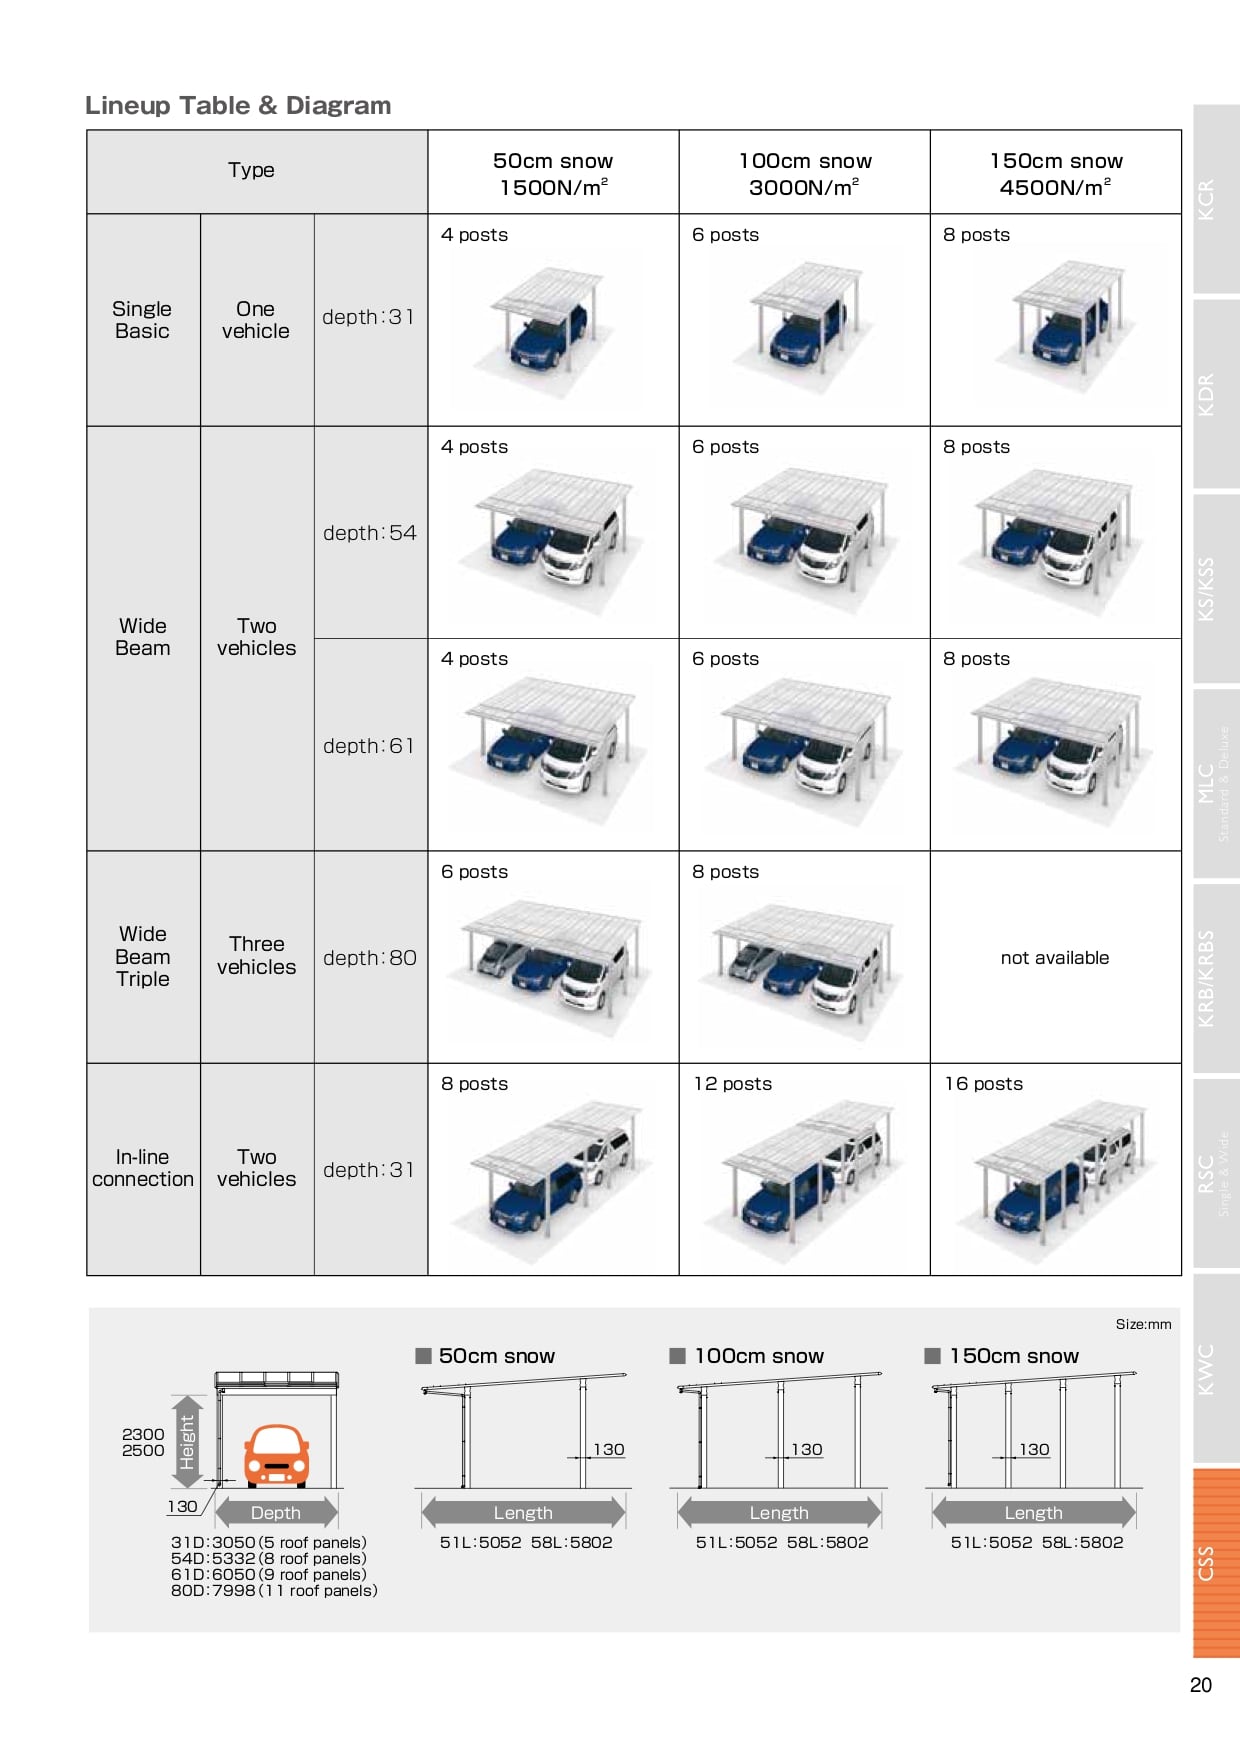 Lineup Table & Diagram
Type
50cm snow
1500N/m²
100cm snow
3000N/m²
150cm snow
4500N/m²
Single
Basic
One
vehicle
depth:31
4 posts
6 posts
8 posts
Wide
Beam
Two
vehicles
depth:54
4 posts
6 posts
8 posts
depth:61
4 posts
6 posts
8 posts
Wide
Beam
Triple
Three
vehicles
depth:80
6 posts
8 posts
not available
In-line
connection
Two
vehicles
depth:31
8 posts
12 posts
16 posts
Size:mm
2300
2500
Height
130
Depth
31D:3050(5 roof panels)
54D:5332(8 roof panels)
61D:6050(9 roof panels)
80D:7998(11 roof panels)
■ 50cm snow
130
Length
51L:5052 58L:5802
■ 100cm snow
130
Length
51L:5052 58L:5802
■ 150cm snow
130
Length
51L:5052 58L:5802
KCR
KDR
KS/KSS
MLC
Standard & Deluxe
KRB/KRBS
RSC
Single & Wide
KWC
CSS
20